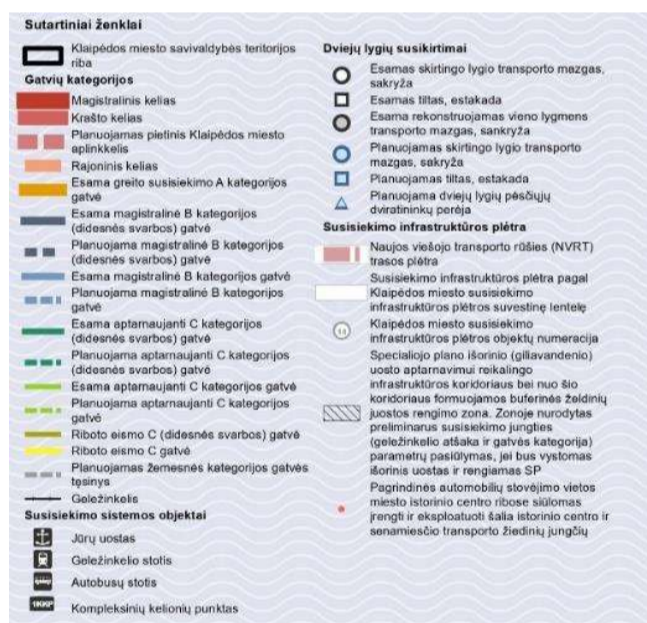 Sutartiniai ženklai
Klaipėdos miesto savivaldybės teritorijos
riba
Gatvių kategorijos
Magistralinis kelias
Krašto kelias
Planuojamas pietinis Klaipėdos miesto
aplinkkelis
Rajoninis kelias
Esama greito susisiekimo A kategorijos
gatvė
Esama magistralinė B kategorijos
(didesnės svarbos) gatvė
Planuojama magistralinė B kategorijos
(didesnės svarbos) gatvė
Esama magistralinė B kategorijos gatvė
Planuojama magistralinė B kategorijos
gatvė
Esama aptarnaujanti C kategorijos
(didesnės svarbos) gatvė
Planuojama aptarnaujanti C kategorijos
(didesnės svarbos) gatvė
Esama aptarnaujanti C kategorijos gatvė
Planuojama aptarnaujanti C kategorijos
gatvė
Riboto eismo C (didesnės svarbos) gatvė
Riboto eismo C gatvė
Planuojamas žemesnės kategorijos gatvės
tęsinys
Geležinkelis
Susisiekimo sistemos objektai
Jūrų uostas
Geležinkelio stotis
Autobusų stotis
1KKP Kompleksinių kelionių punktas
Dviejų lygių susikirtimai
Esamas skirtingo lygio transporto mazgas,
sakryža
Esamas tiltas, estakada
Esama rekonstruojamas vieno lygmens
transporto mazgas, sankryža
Planuojamas skirtingo lygio transporto
mazgas, sakryža
Planuojamas tiltas, estakada
Planuojama dviejų lygių pėsčiųjų
dviratininkų perėja
Susisiekimo infrastruktūros plėtra
Naujos viešojo transporto rūšies (NVRT)
trasos plėtra
Susisiekimo infrastruktūros plėtra pagal
Klaipėdos miesto susisiekimo
infrastruktūros plėtros suvestinę lentelę
Klaipėdos miesto susisiekimo
infrastruktūros plėtros objektų numeracija
Specialiojo plano išorinio (giliavandenio)
uosto aptarnavimui reikalingo
infrastruktūros koridoriaus bei nuo šio
koridoriaus formuojamos buferinės želdinių
juostos rengimo zona. Zonoje nurodytas
preliminarus susisiekimo jungties
(geležinkelio atšaka ir gatvės kategorija)
parametrų pasiūlymas, jei bus vystomas
išorinis uostas ir rengiamas SP
Pagrindinės automobilių stovėjimo vietos
miesto istorinio centro ribose siūlomas
įrengti ir eksploatuoti šalia istorinio centro ir
senamiesčio transporto žiedinių jungčių